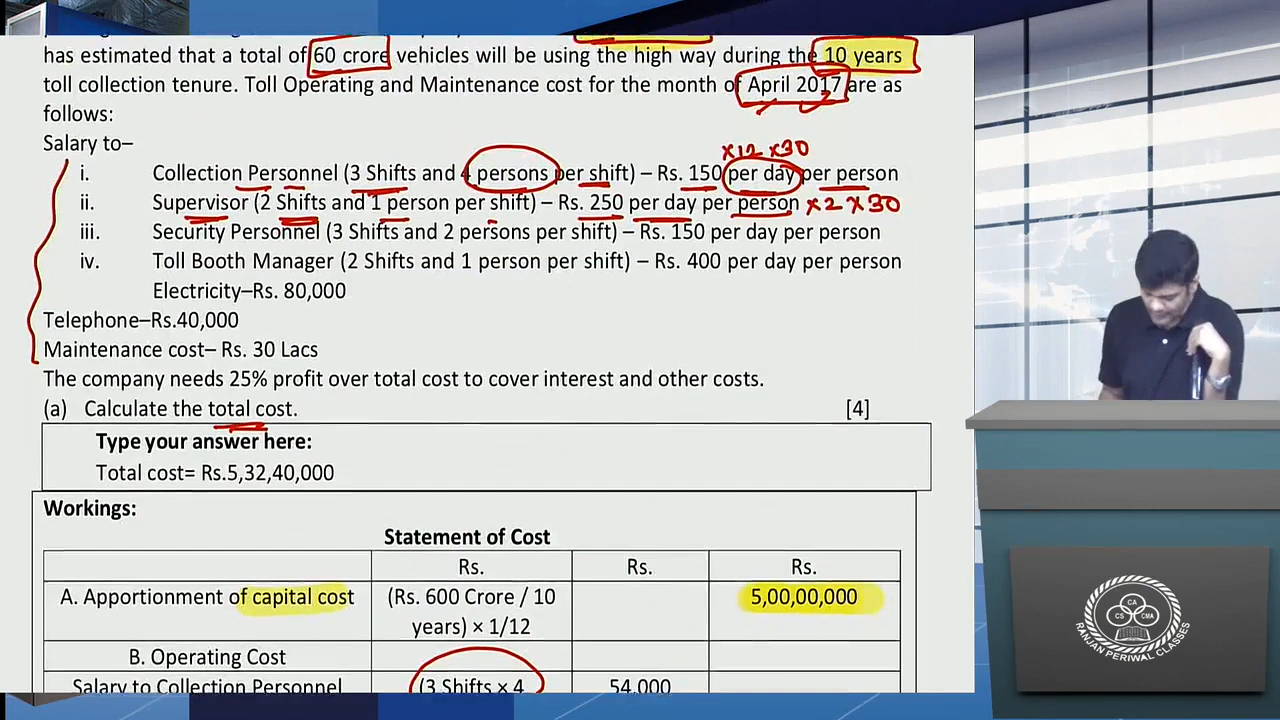 has estimated that a total of 60 crore vehicles will be using the high way during the 10 years
toll collection tenure. Toll Operating and Maintenance cost for the month of April 2017 are as
follows:
Salary to–
×12 ×30
i. Collection Personnel (3 Shifts and 4 persons per shift) – Rs. 150 per day per person
ii. Supervisor (2 Shifts and 1 person per shift) – Rs. 250 per day per person ×2 ×30
iii. Security Personnel (3 Shifts and 2 persons per shift) – Rs. 150 per day per person
iv. Toll Booth Manager (2 Shifts and 1 person per shift) – Rs. 400 per day per person
Electricity–Rs. 80,000
Telephone–Rs.40,000
Maintenance cost– Rs. 30 Lacs
The company needs 25% profit over total cost to cover interest and other costs.
(a) Calculate the total cost. [4]
Type your answer here:
Total cost= Rs.5,32,40,000
Workings:
Statement of Cost
Rs. Rs. Rs.
A. Apportionment of capital cost (Rs. 600 Crore / 10 5,00,00,000
years) × 1/12
B. Operating Cost
Salary to Collection Personnel (3 Shifts × 4 54,000
CA
CS CMA
RANJAN PERIWAL CLASSES